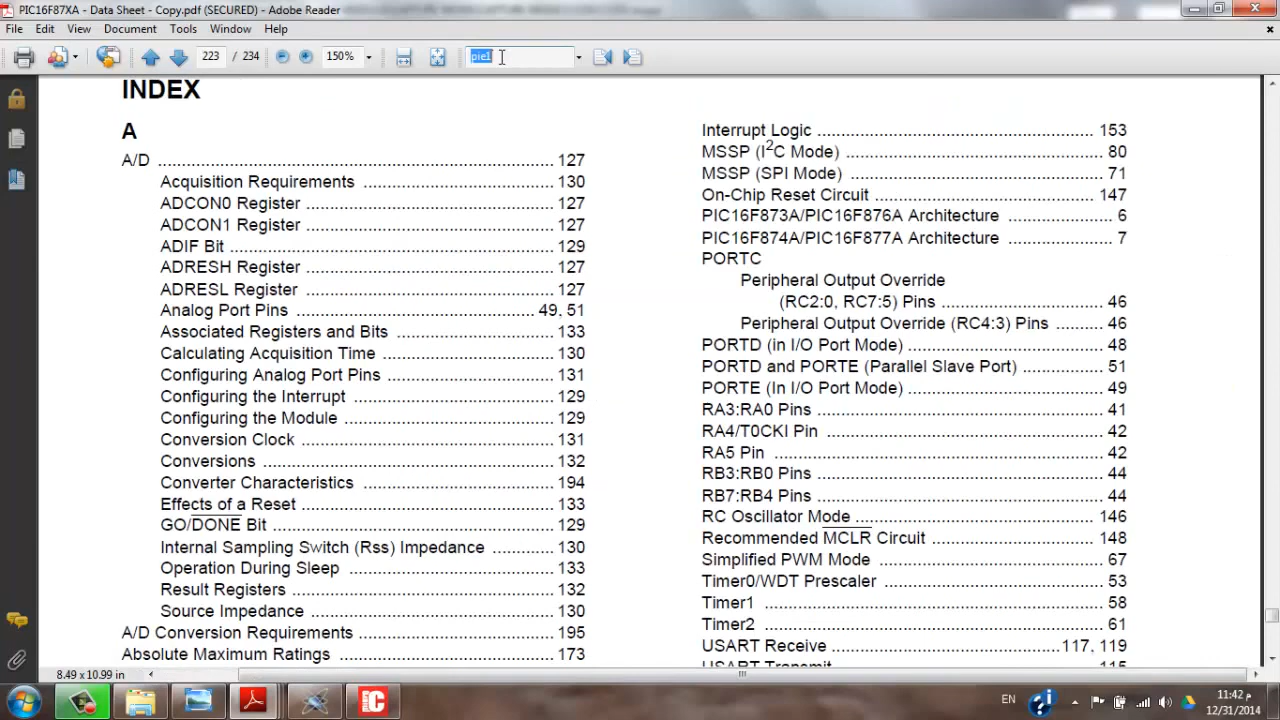 PIC16F87XA - Data Sheet - Copy.pdf (SECURED) - Adobe Reader
File Edit View Document Tools Window Help
223 / 234 150% pie1
INDEX
A
A/D ........ 127
Acquisition Requirements ........ 130
ADCON0 Register ........ 127
ADCON1 Register ........ 127
ADIF Bit ........ 129
ADRESH Register ........ 127
ADRESL Register ........ 127
Analog Port Pins ........ 49, 51
Associated Registers and Bits ........ 133
Calculating Acquisition Time ........ 130
Configuring Analog Port Pins ........ 131
Configuring the Interrupt ........ 129
Configuring the Module ........ 129
Conversion Clock ........ 131
Conversions ........ 132
Converter Characteristics ........ 194
Effects of a Reset ........ 133
GO/DONE Bit ........ 129
Internal Sampling Switch (Rss) Impedance ........ 130
Operation During Sleep ........ 133
Result Registers ........ 132
Source Impedance ........ 130
A/D Conversion Requirements ........ 195
Absolute Maximum Ratings ........ 173
Interrupt Logic ........ 153
MSSP (I2C Mode) ........ 80
MSSP (SPI Mode) ........ 71
On-Chip Reset Circuit ........ 147
PIC16F873A/PIC16F876A Architecture ........ 6
PIC16F874A/PIC16F877A Architecture ........ 7
PORTC
Peripheral Output Override
(RC2:0, RC7:5) Pins ........ 46
Peripheral Output Override (RC4:3) Pins ........ 46
PORTD (in I/O Port Mode) ........ 48
PORTD and PORTE (Parallel Slave Port) ........ 51
PORTE (In I/O Port Mode) ........ 49
RA3:RA0 Pins ........ 41
RA4/T0CKI Pin ........ 42
RA5 Pin ........ 42
RB3:RB0 Pins ........ 44
RB7:RB4 Pins ........ 44
RC Oscillator Mode ........ 146
Recommended MCLR Circuit ........ 148
Simplified PWM Mode ........ 67
Timer0/WDT Prescaler ........ 53
Timer1 ........ 58
Timer2 ........ 61
USART Receive ........ 117, 119
USART Transmit ........ 115
8.49 x 10.99 in
EN
11:42 م
12/31/2014